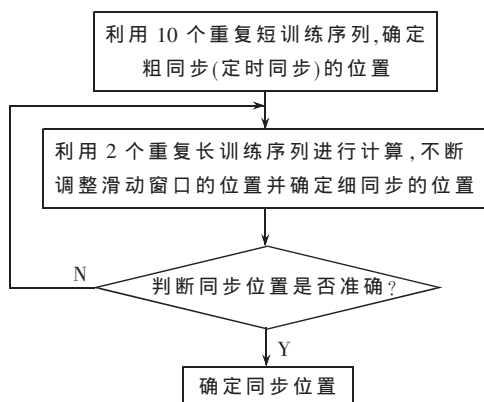 利用10个重复短训练序列,确定
粗同步(定时同步)的位置
利用2个重复长训练序列进行计算,不断
调整滑动窗口的位置并确定细同步的位置
N
判断同步位置是否准确?
Y
确定同步位置